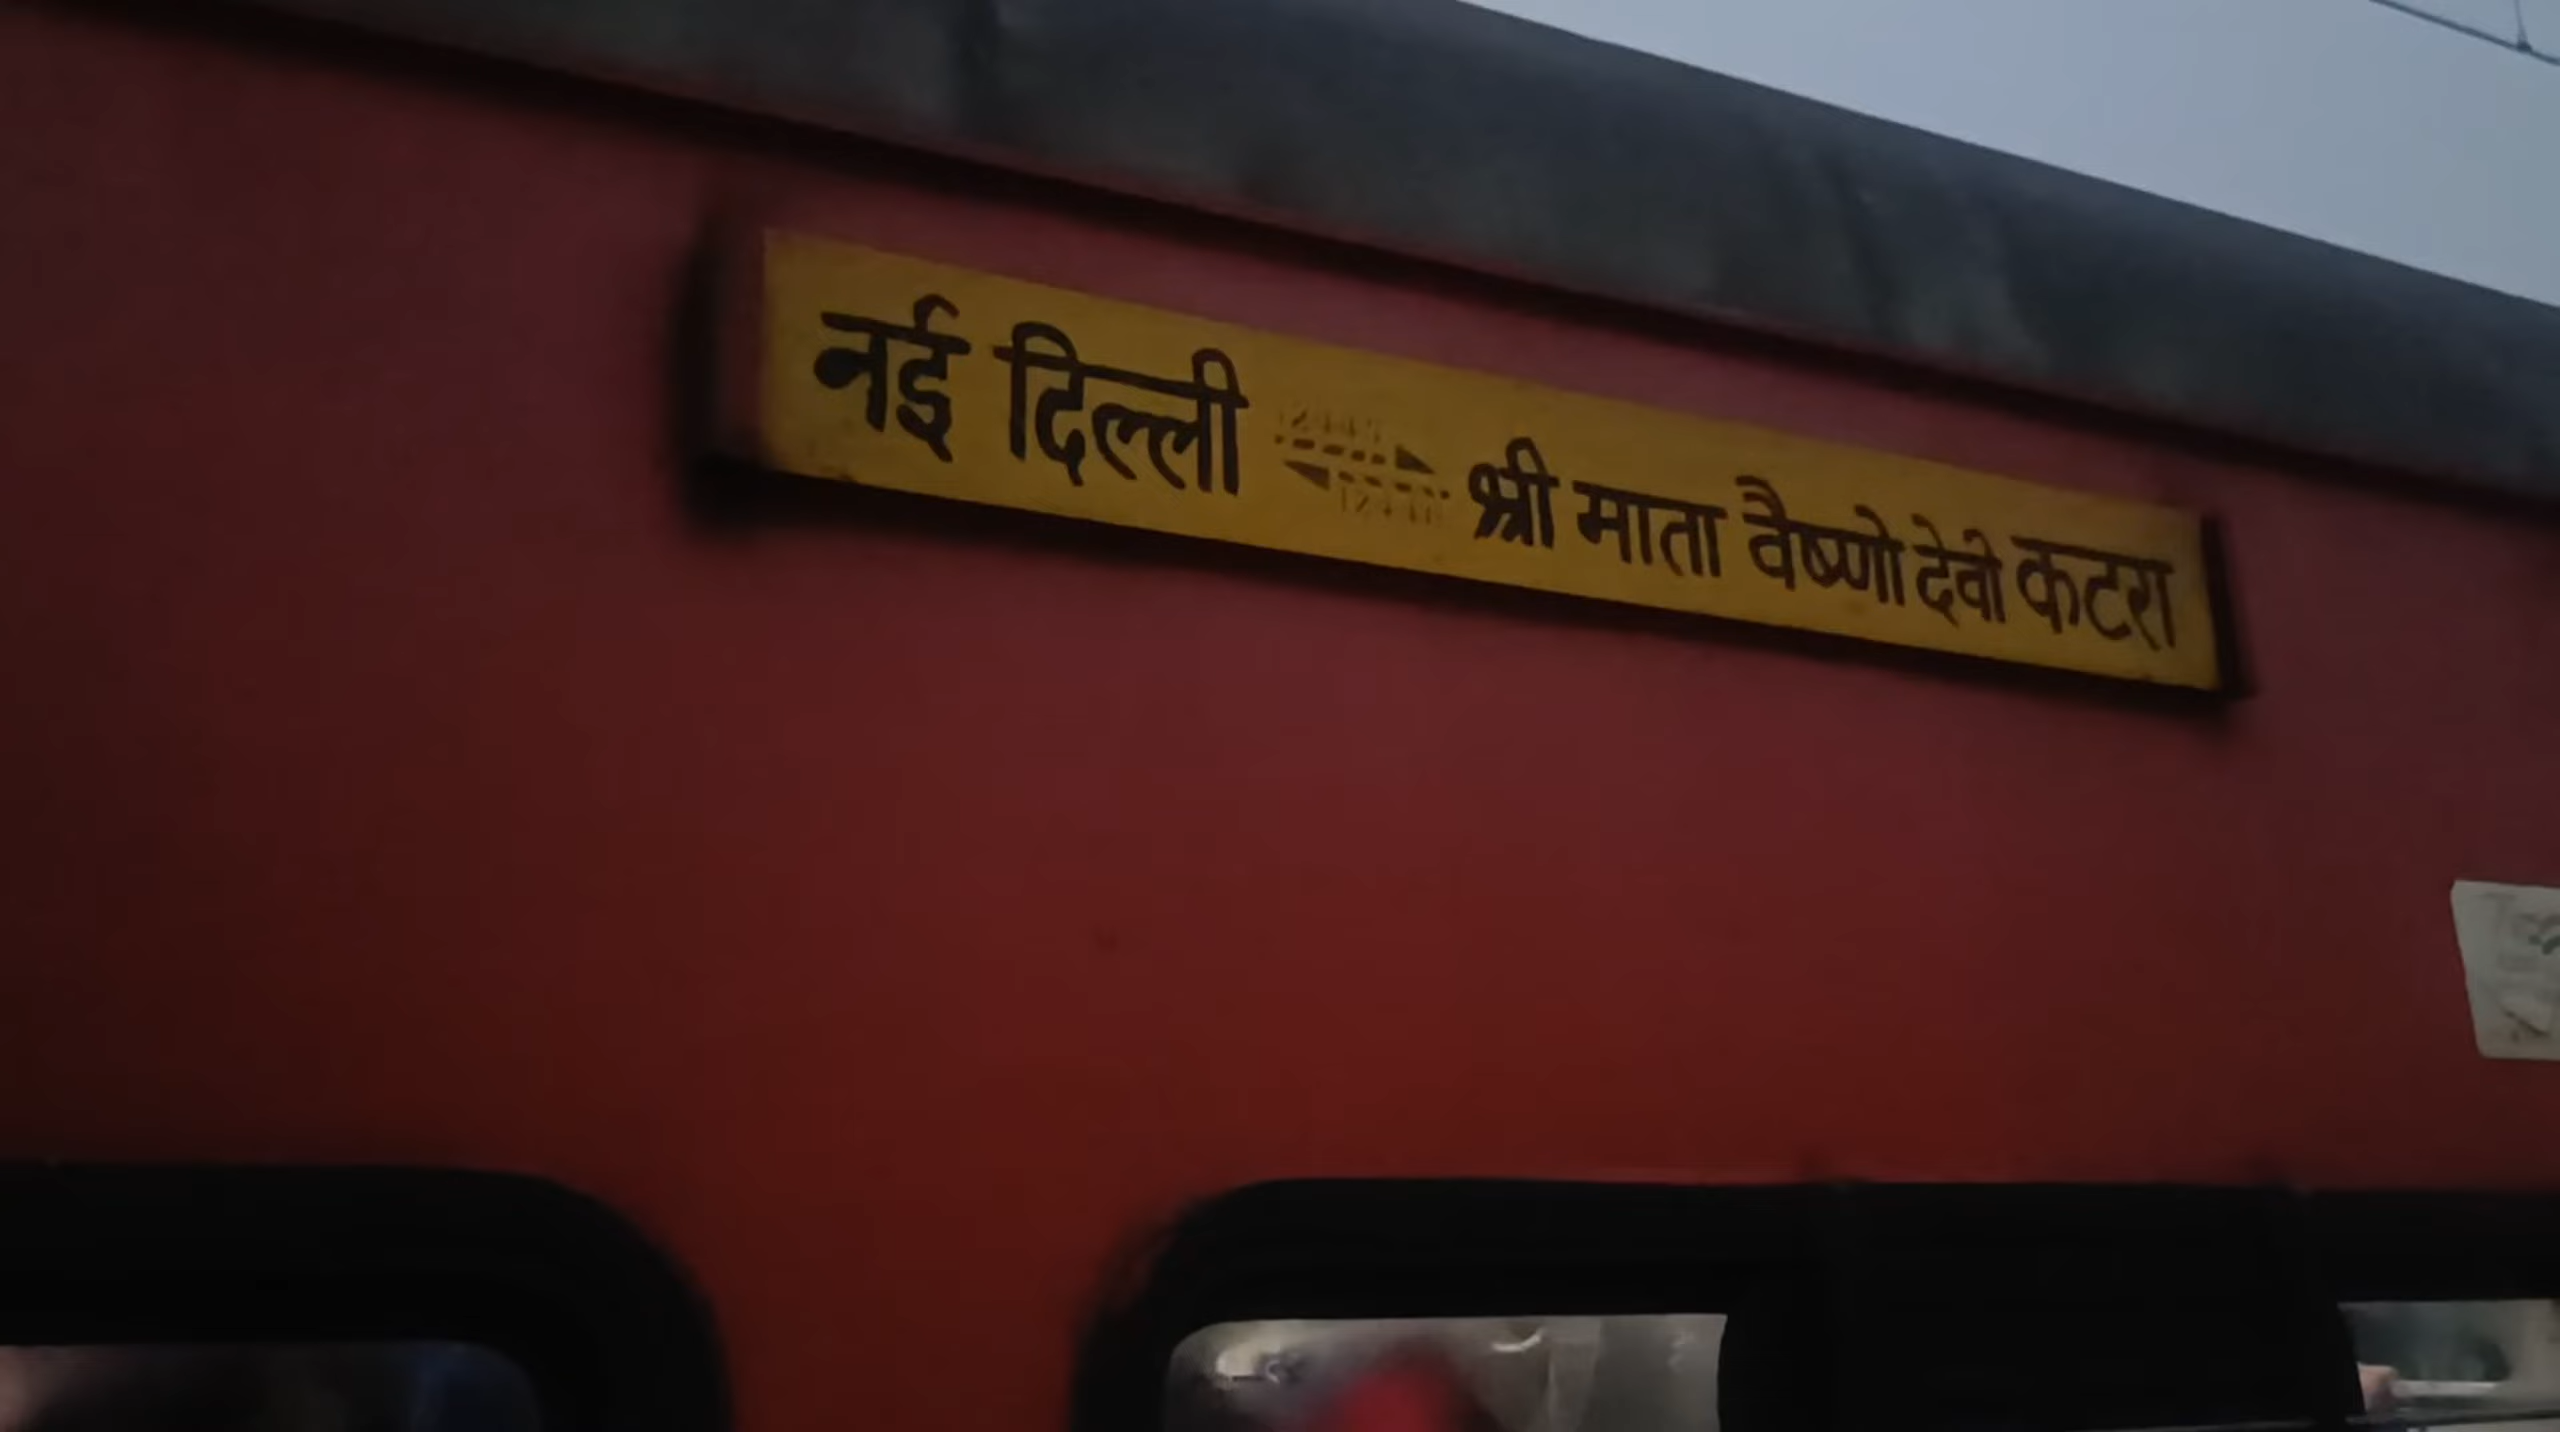 नई दिल्ली
श्री माता वैष्णो देवी कटरा